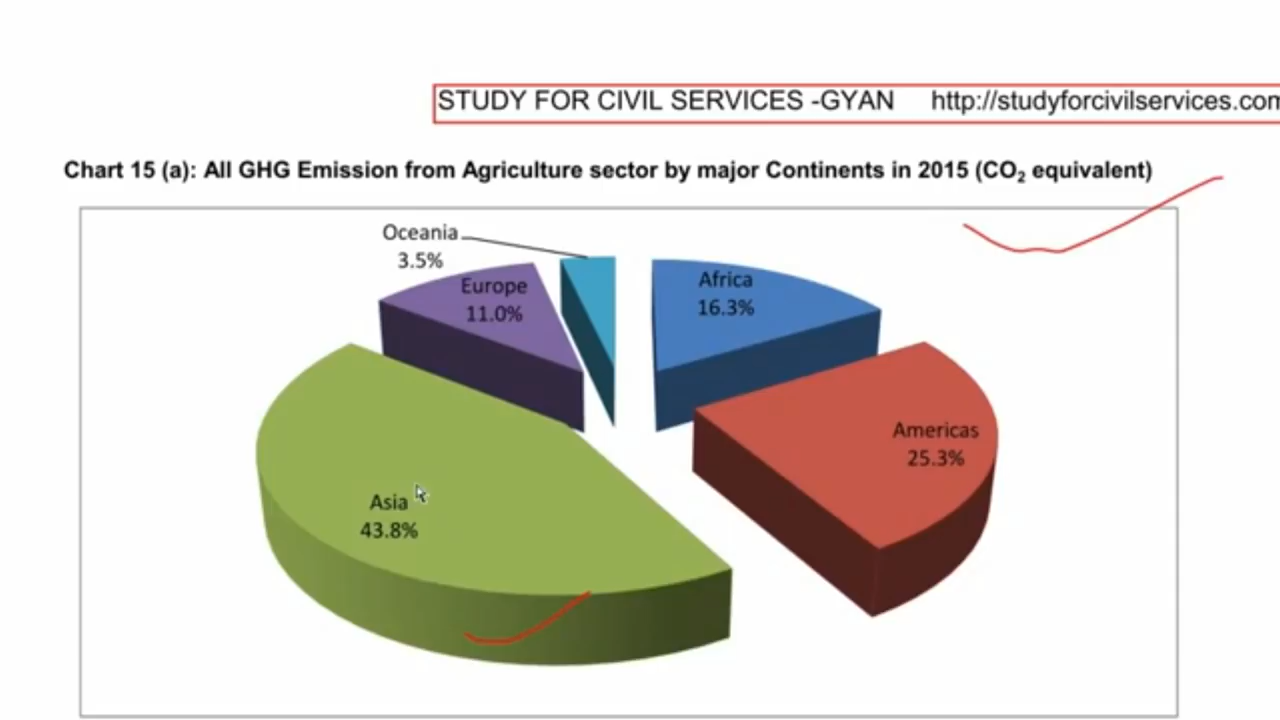 STUDY FOR CIVIL SERVICES -GYAN http://studyforcivilservices.com
Chart 15 (a): All GHG Emission from Agriculture sector by major Continents in 2015 (CO₂ equivalent)
Oceania
3.5%
Europe
11.0%
Africa
16.3%
Americas
25.3%
Asia
43.8%